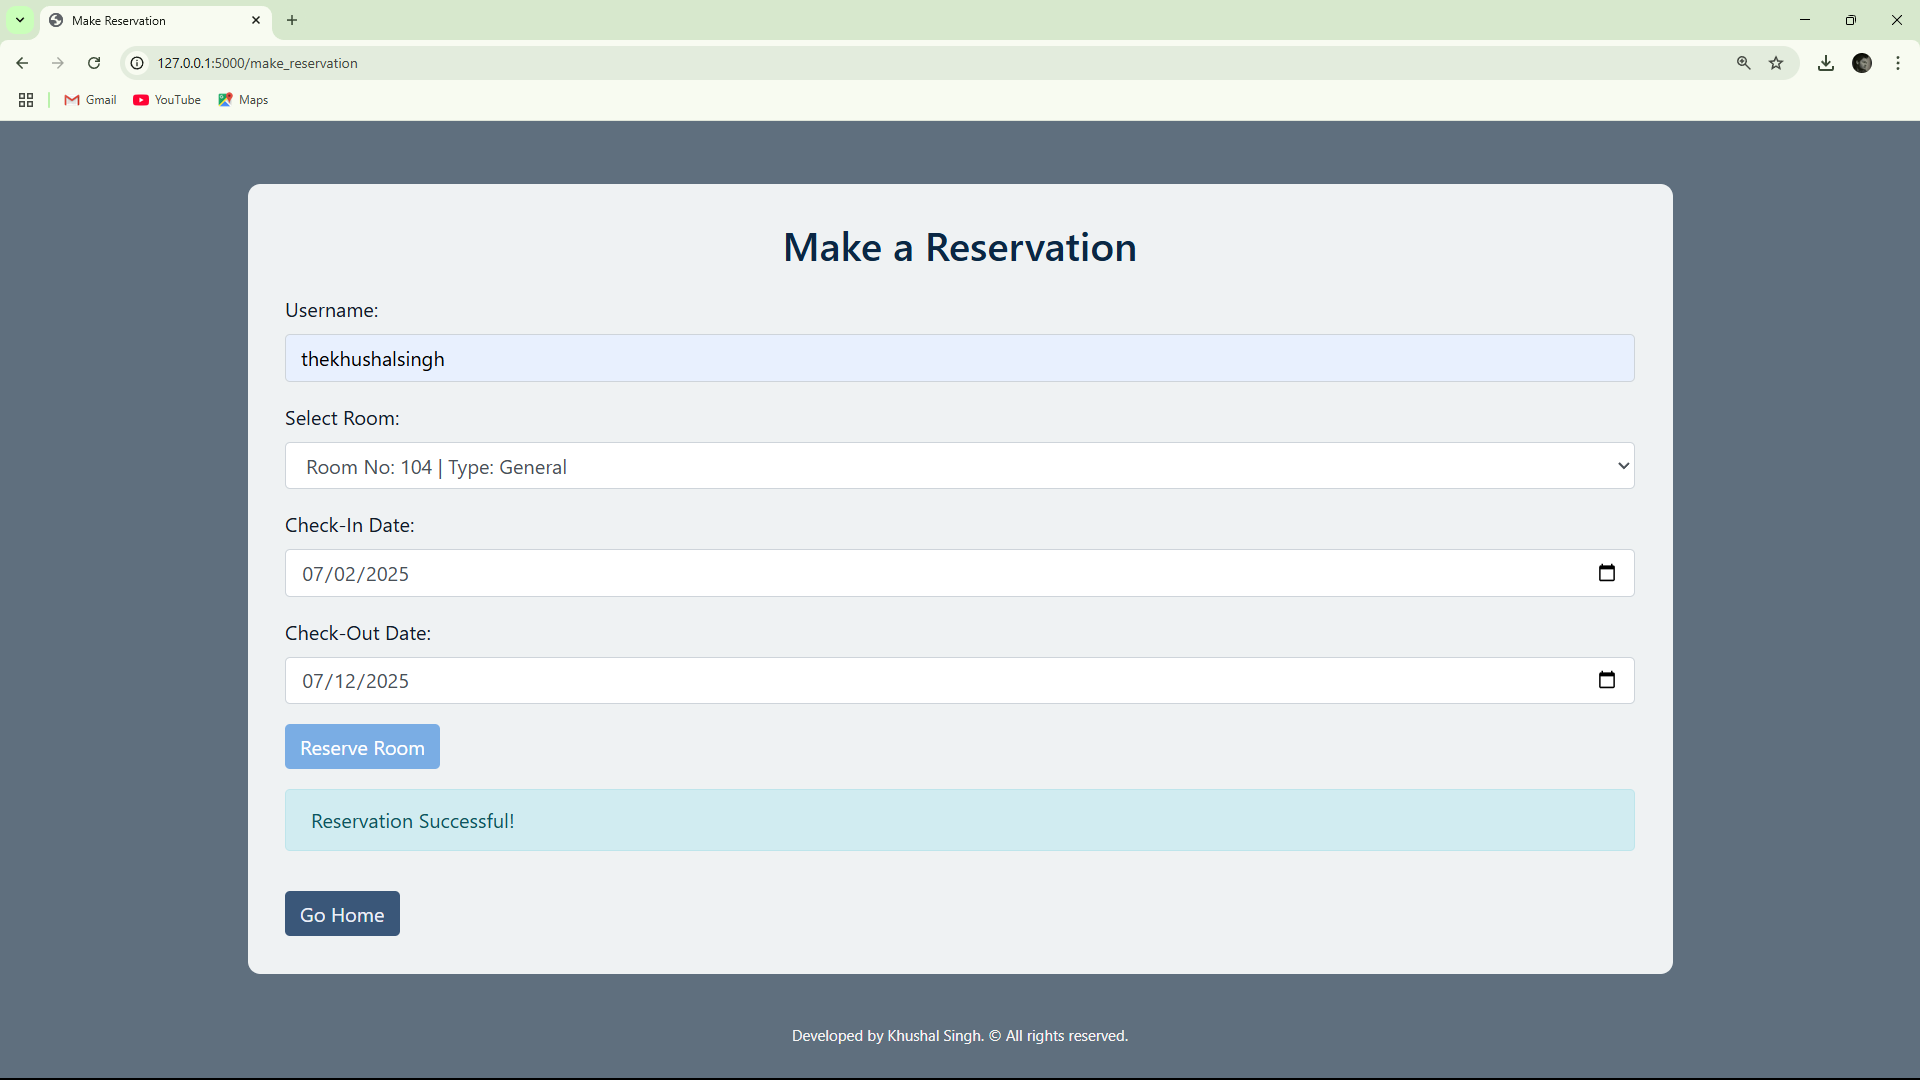 Make Reservation
127.0.0.1:5000/make_reservation
Gmail YouTube Maps
Make a Reservation
Username:
thekhushalsingh
Select Room:
Room No: 104 | Type: General
Check-In Date:
07/02/2025
Check-Out Date:
07/12/2025
Reserve Room
Reservation Successful!
Go Home
Developed by Khushal Singh. © All rights reserved.